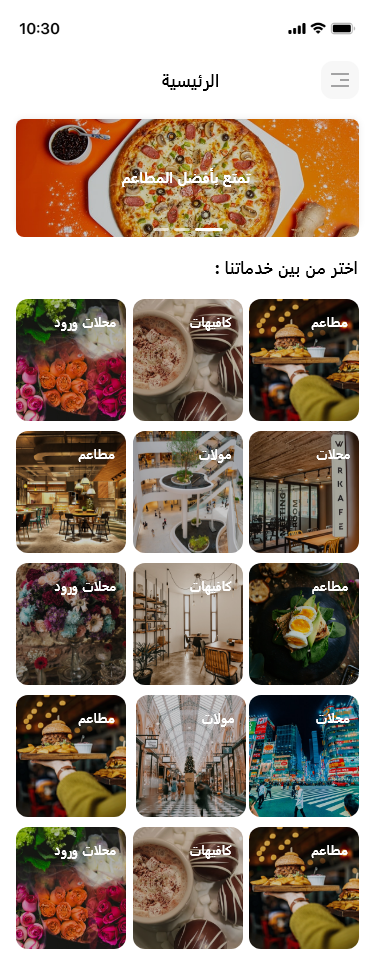 10:30
الرئيسية
تمتع بأفضل المطاعم
اختر من بين خدماتنا :
مطاعم
كافيهات
محلات ورود
محلات
مولات
مطاعم
مطاعم
كافيهات
محلات ورود
محلات
مولات
مطاعم
مطاعم
كافيهات
محلات ورود